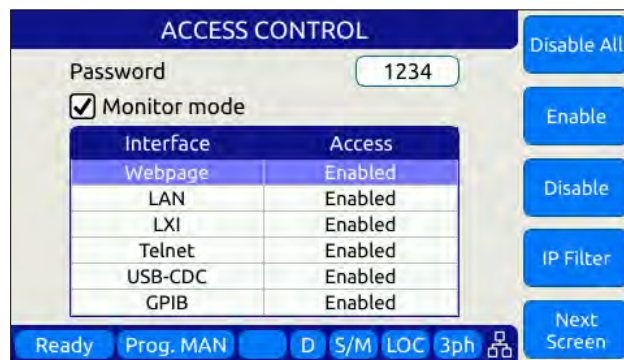 ACCESS CONTROL
Password 1234
Monitor mode
Interface Access
Webpage Enabled
LAN Enabled
LXI Enabled
Telnet Enabled
USB-CDC Enabled
GPIB Enabled
Ready Prog. MAN D S/M LOC 3ph
Disable All
Enable
Disable
IP Filter
Next
Screen